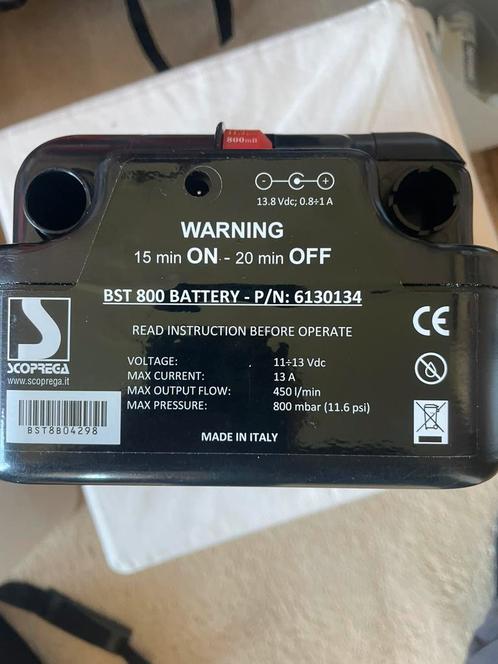 800mB
13.8 Vdc; 0.8÷1 A
WARNING
15 min ON - 20 min OFF
BST 800 BATTERY - P/N: 6130134
READ INSTRUCTION BEFORE OPERATE
VOLTAGE: 11÷13 Vdc
MAX CURRENT: 13 A
MAX OUTPUT FLOW: 450 l/min
MAX PRESSURE: 800 mbar (11.6 psi)
MADE IN ITALY
S
SCOPREGA
www.scoprega.it
BST8B04298
CE